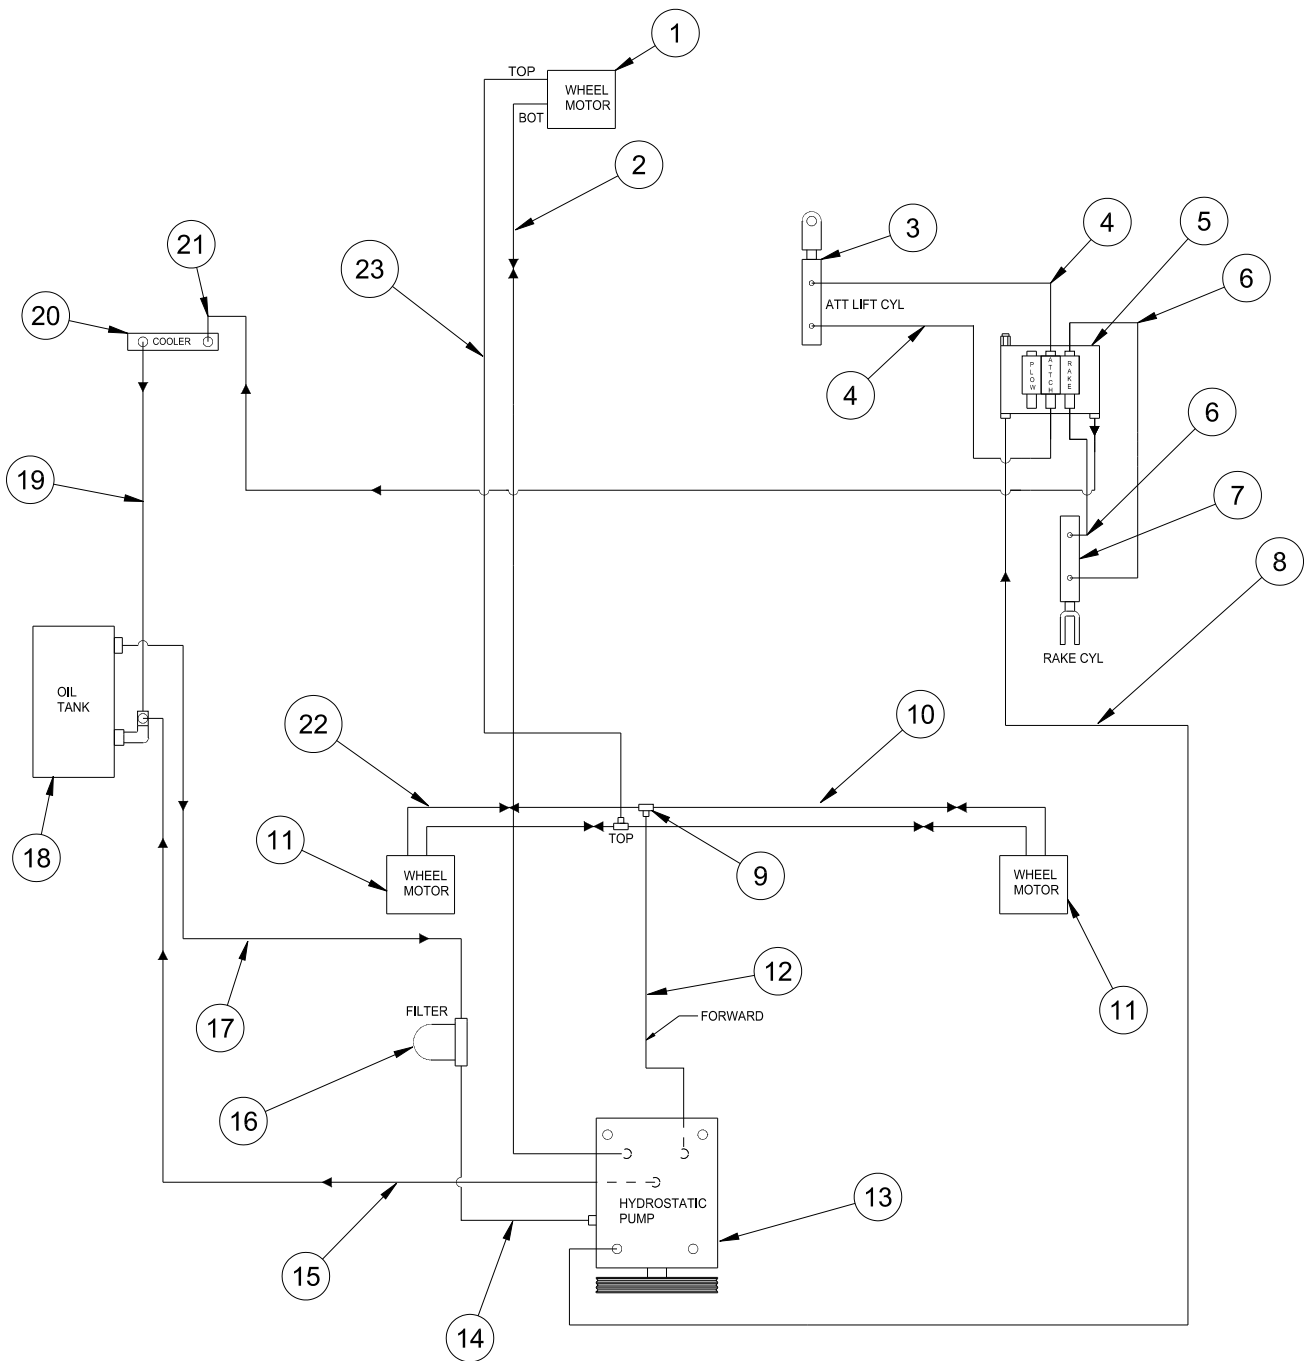 1
TOP
WHEEL
MOTOR
BOT
2
3
4
5
21
23
6
20
COOLER
ATT LIFT CYL
PLOW
ATTCH
RAKE
4
6
19
7
8
RAKE CYL
OIL
TANK
22
10
11
TOP
18
9
WHEEL
MOTOR
WHEEL
MOTOR
12
11
17
FILTER
FORWARD
16
13
HYDROSTATIC
PUMP
15
14